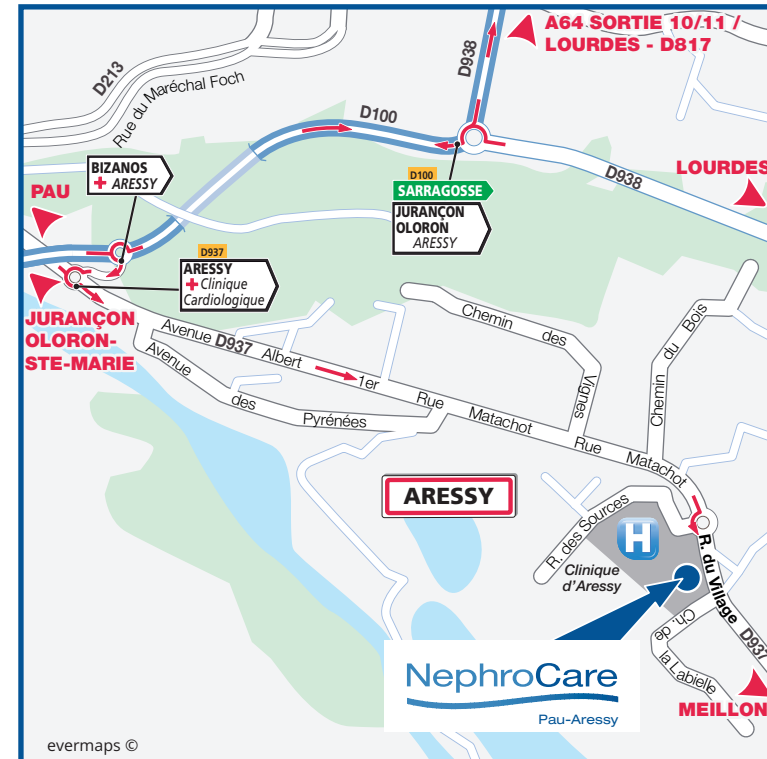 A64 SORTIE 10/11 /
LOURDES - D817
D938
D213
Rue du Maréchal Foch
D100
BIZANOS
+ ARESSY
D100
SARRAGOSSE
JURANÇON
OLORON
ARESSY
D938
LOURDES
PAU
D937
ARESSY
+ Clinique
Cardiologique
JURANÇON
OLORON-
STE-MARIE
Avenue D937 Albert 1er
Avenue des Pyrénées
Chemin des Vignes
Chemin du Bois
Rue Matachot
Rue Matachot
ARESSY
R. des Sources
H
Clinique
d'Aressy
R. du Village
Ch. de
la Labielle
D937
NephroCare
Pau-Aressy
MEILLON
evermaps ©